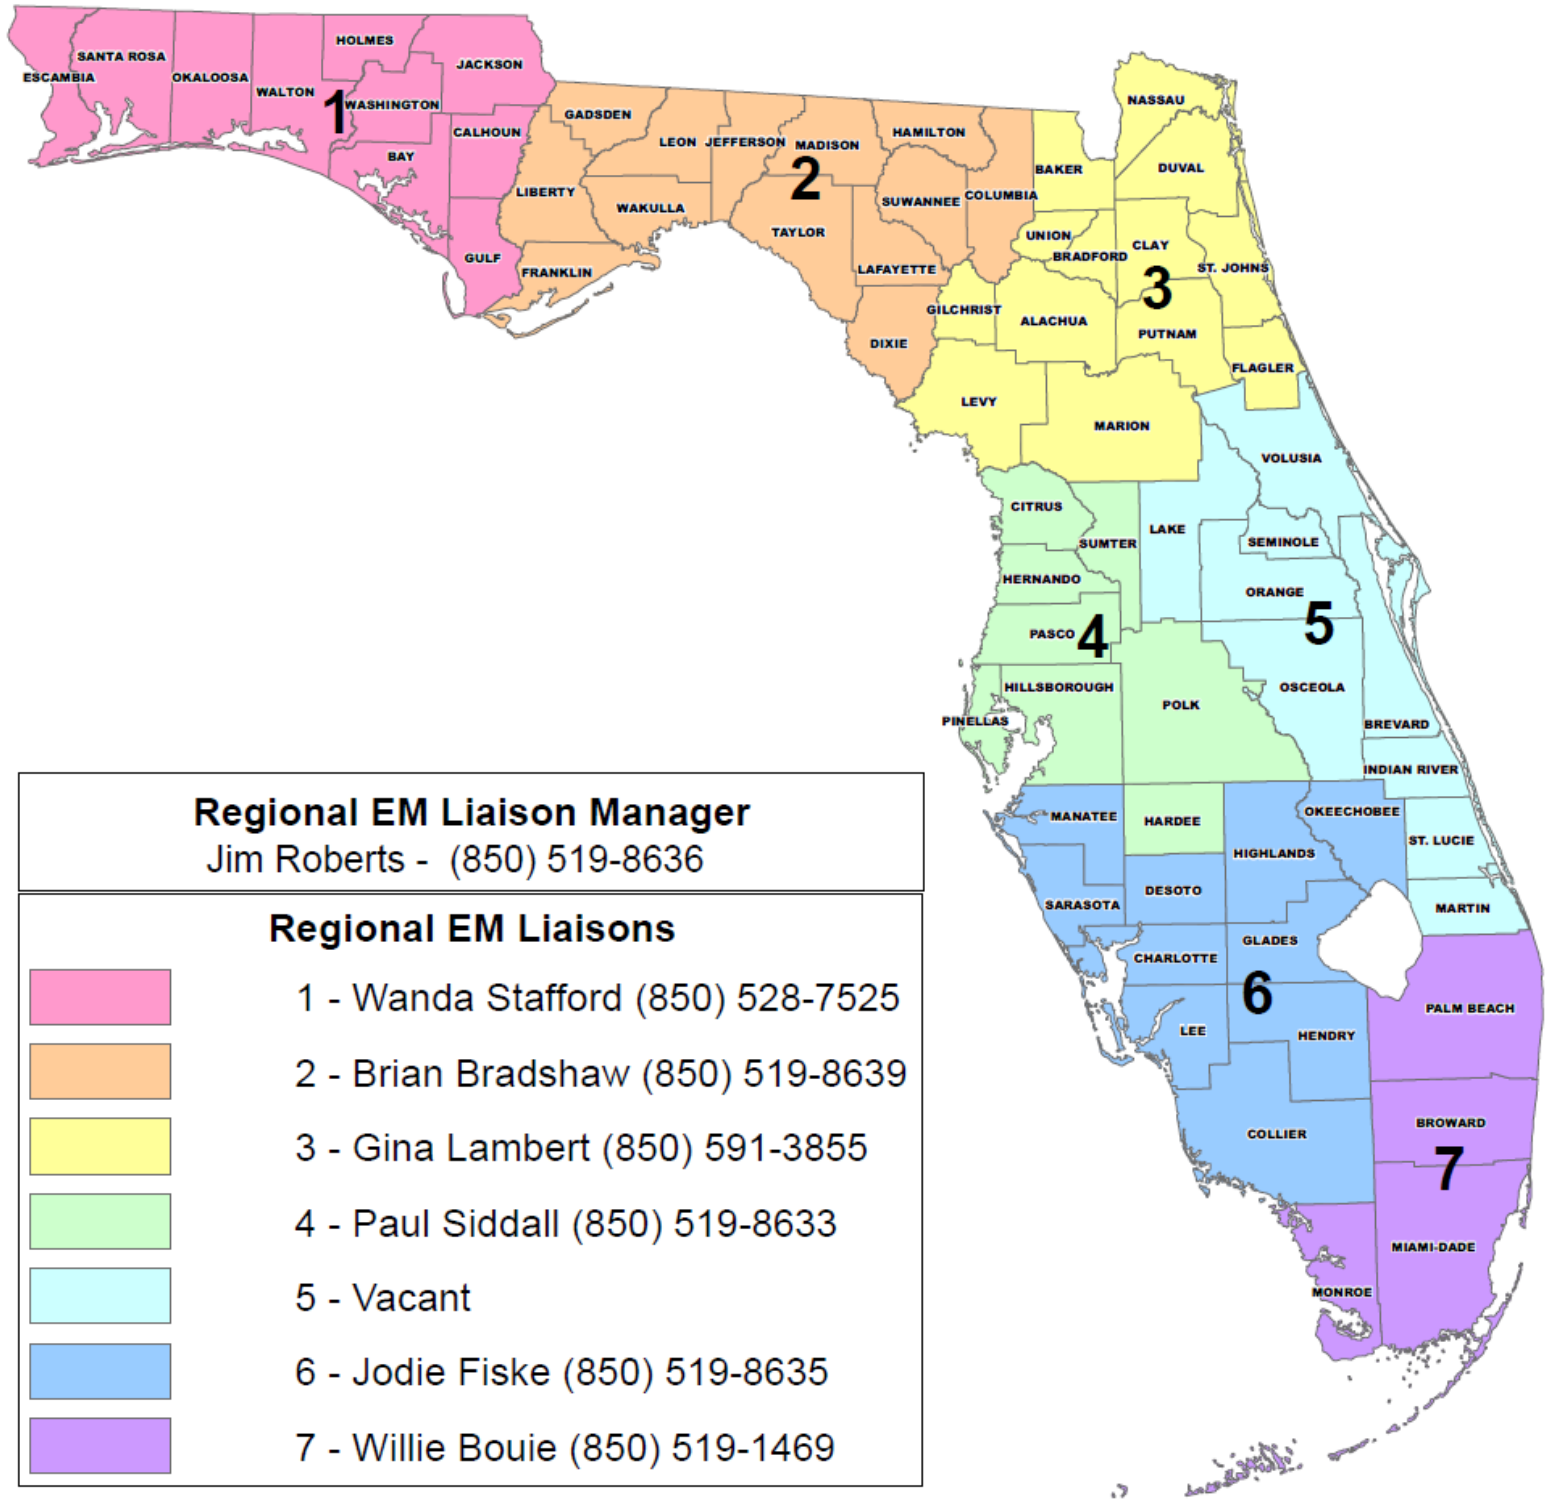 HOLMES
SANTA ROSA
JACKSON
ESCAMBIA
OKALOOSA
WALTON
1
WASHINGTON
CALHOUN
BAY
GULF
GADSDEN
LEON
JEFFERSON
MADISON
HAMILTON
2
LIBERTY
WAKULLA
SUWANNEE
COLUMBIA
TAYLOR
LAFAYETTE
FRANKLIN
DIXIE
NASSAU
BAKER
DUVAL
UNION
BRADFORD
CLAY
ST. JOHNS
3
GILCHRIST
ALACHUA
PUTNAM
FLAGLER
LEVY
MARION
VOLUSIA
CITRUS
SUMTER
LAKE
SEMINOLE
HERNANDO
ORANGE
PASCO
4
5
HILLSBOROUGH
POLK
OSCEOLA
PINELLAS
BREVARD
INDIAN RIVER
MANATEE
HARDEE
OKEECHOBEE
HIGHLANDS
ST. LUCIE
DESOTO
SARASOTA
MARTIN
CHARLOTTE
GLADES
6
LEE
HENDRY
PALM BEACH
COLLIER
BROWARD
7
MIAMI-DADE
MONROE
Regional EM Liaison Manager
Jim Roberts - (850) 519-8636
Regional EM Liaisons
1 - Wanda Stafford (850) 528-7525
2 - Brian Bradshaw (850) 519-8639
3 - Gina Lambert (850) 591-3855
4 - Paul Siddall (850) 519-8633
5 - Vacant
6 - Jodie Fiske (850) 519-8635
7 - Willie Bouie (850) 519-1469